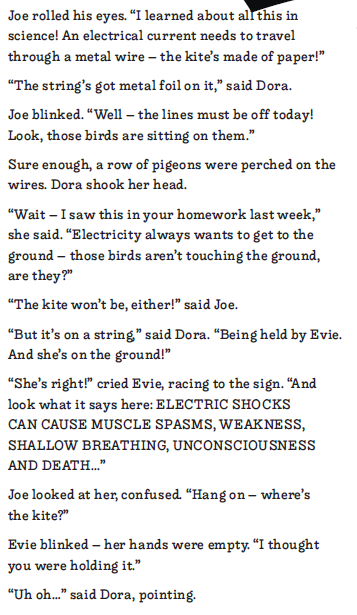 Joe rolled his eyes. “I learned about all this in
science! An electrical current needs to travel
through a metal wire – the kite’s made of paper!”
“The string’s got metal foil on it,” said Dora.
Joe blinked. “Well – the lines must be off today!
Look, those birds are sitting on them.”
Sure enough, a row of pigeons were perched on the
wires. Dora shook her head.
“Wait – I saw this in your homework last week,”
she said. “Electricity always wants to get to the
ground – those birds aren’t touching the ground,
are they?”
“The kite won’t be, either!” said Joe.
“But it’s on a string,” said Dora. “Being held by Evie.
And she’s on the ground!”
“She’s right!” cried Evie, racing to the sign. “And
look what it says here: ELECTRIC SHOCKS
CAN CAUSE MUSCLE SPASMS, WEAKNESS,
SHALLOW BREATHING, UNCONSCIOUSNESS
AND DEATH...”
Joe looked at her, confused. “Hang on – where’s
the kite?”
Evie blinked – her hands were empty. “I thought
you were holding it.”
“Uh oh...” said Dora, pointing.